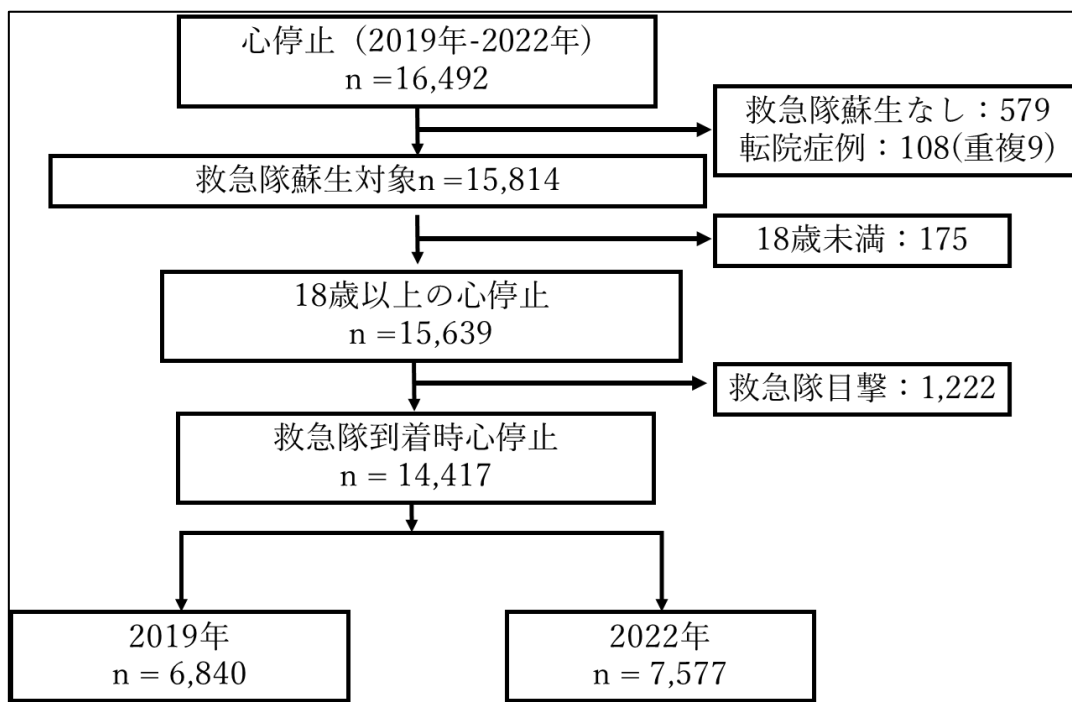 心停止（2019年-2022年）
n =16,492
救急隊蘇生なし：579
転院症例：108(重複9)
救急隊蘇生対象n =15,814
18歳未満：175
18歳以上の心停止
n =15,639
救急隊目撃：1,222
救急隊到着時心停止
n = 14,417
2019年
n = 6,840
2022年
n = 7,577